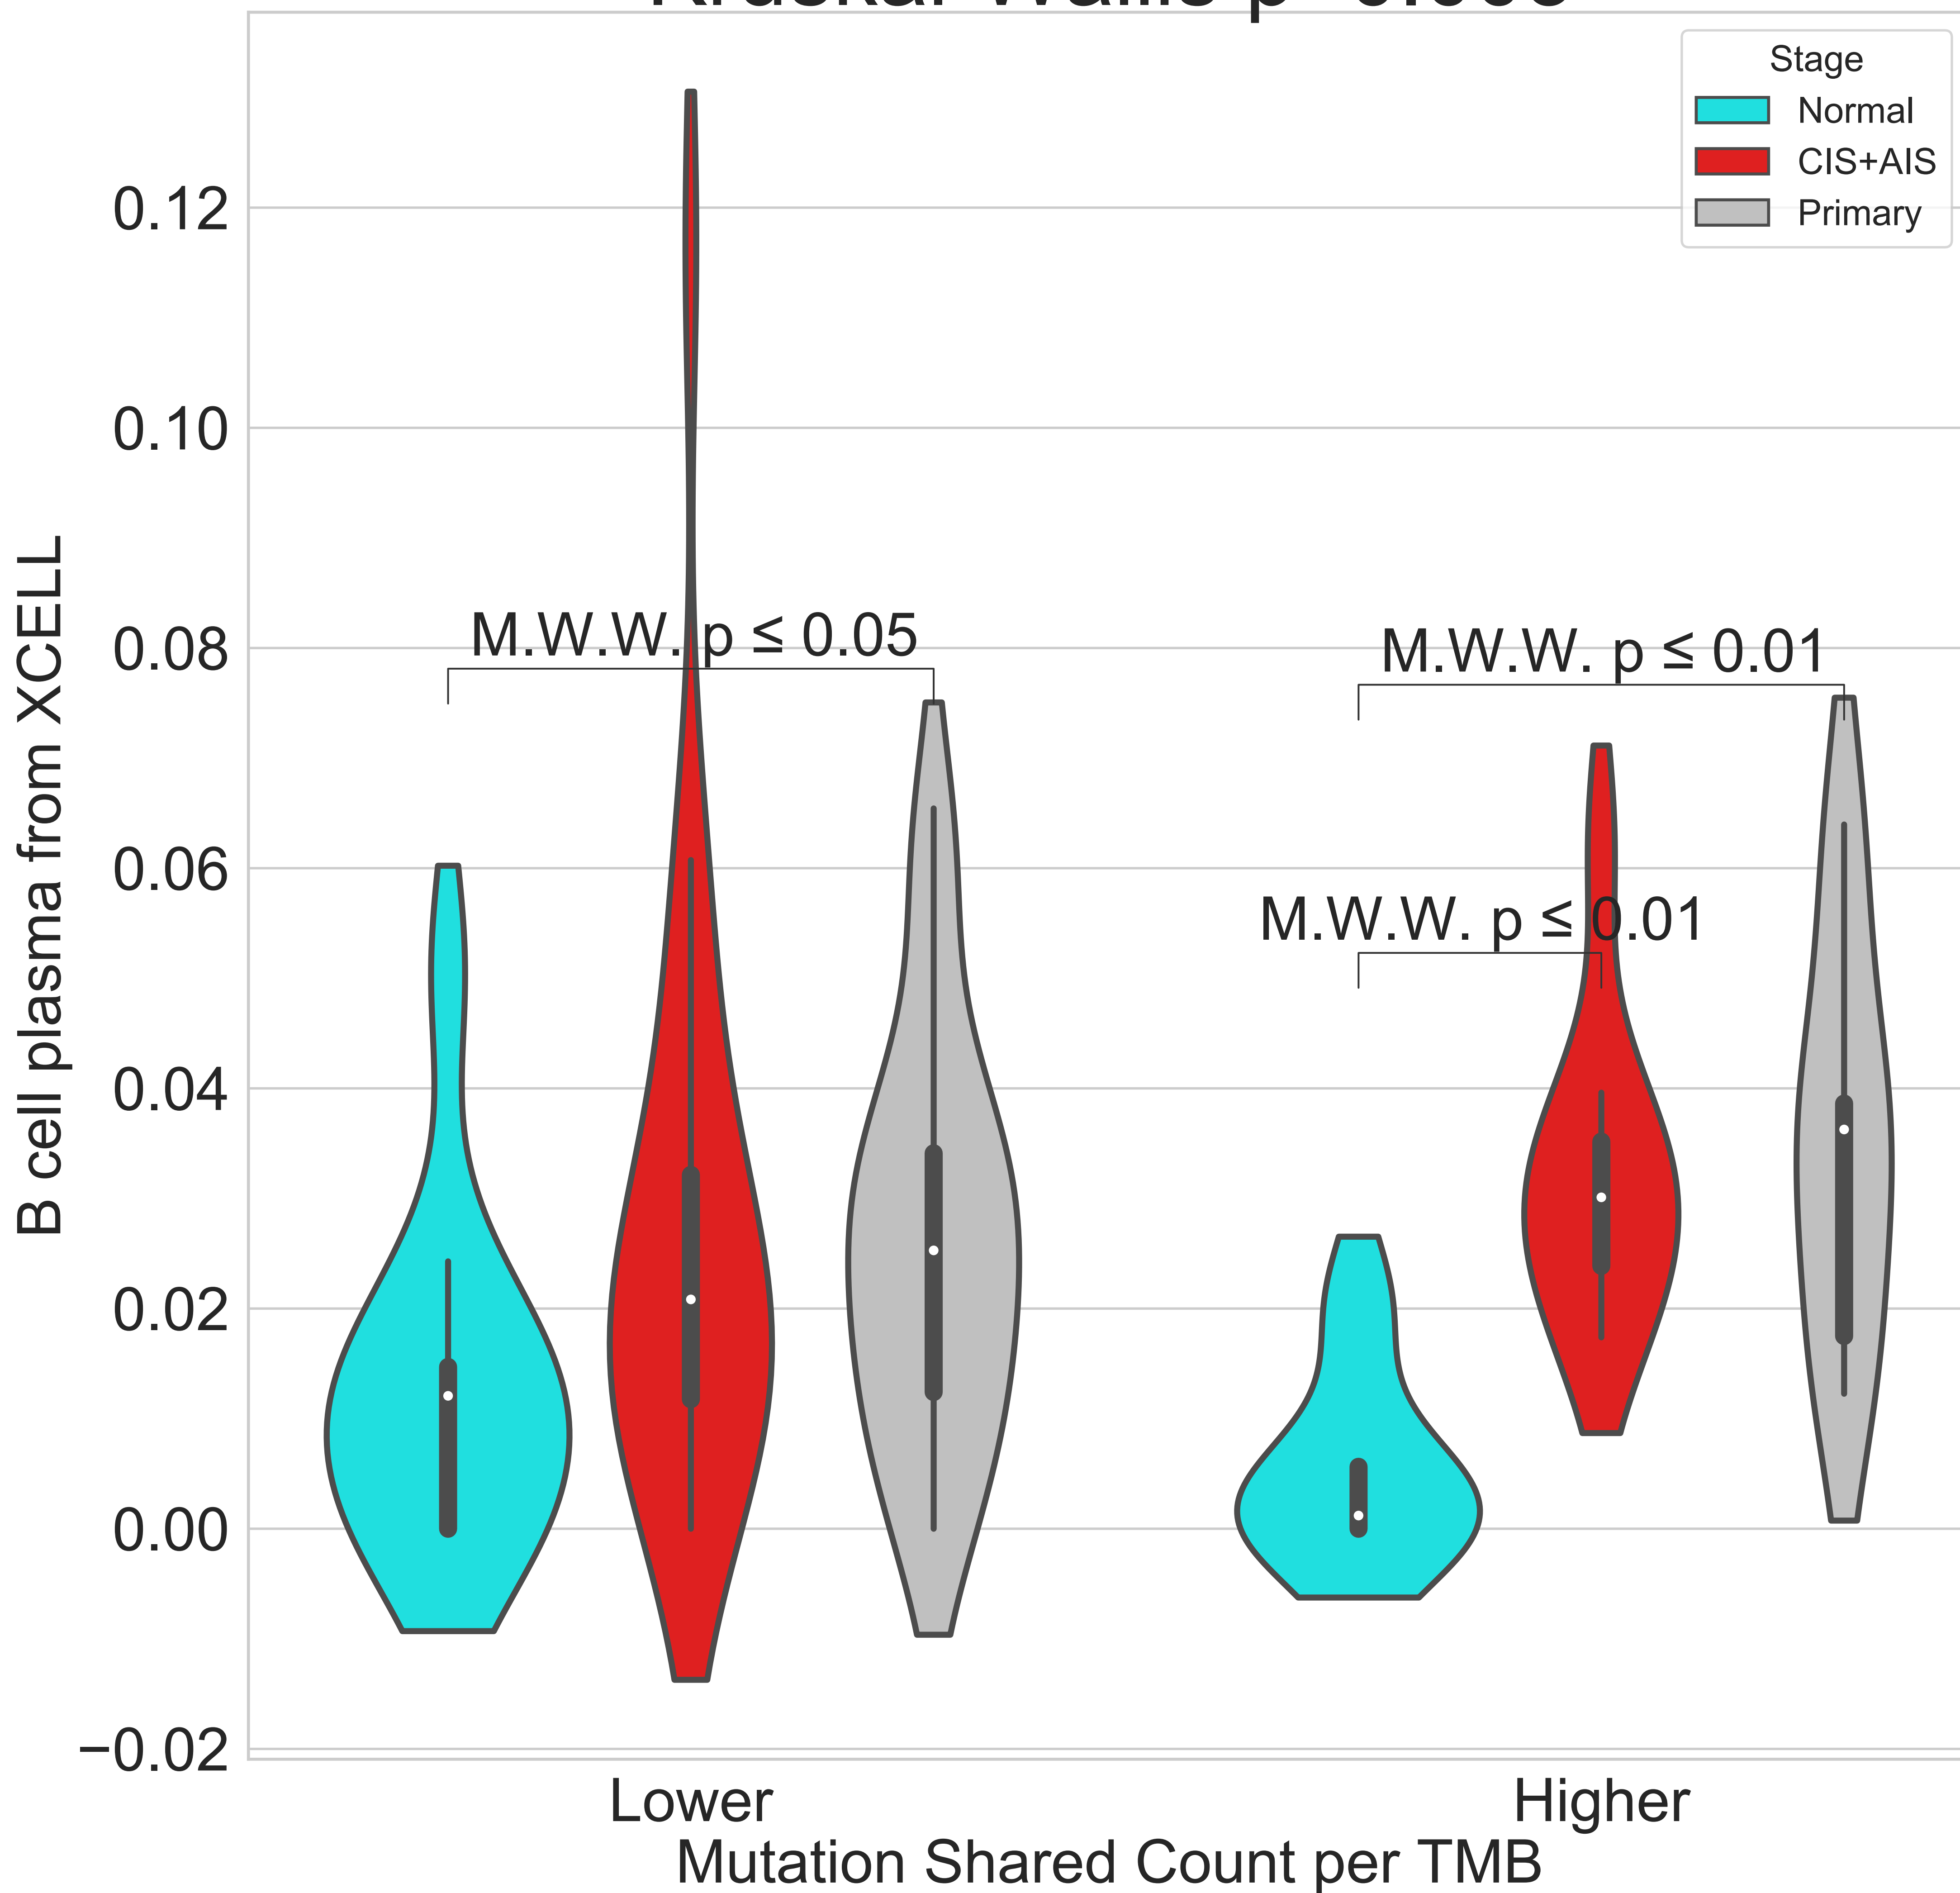 Stage
Normal
CIS+AIS
Primary
0.12
0.10
0.08
0.06
0.04
0.02
0.00
−0.02
B cell plasma from XCELL
M.W.W. p ≤ 0.05
M.W.W. p ≤ 0.01
M.W.W. p ≤ 0.01
Lower
Higher
Mutation Shared Count per TMB